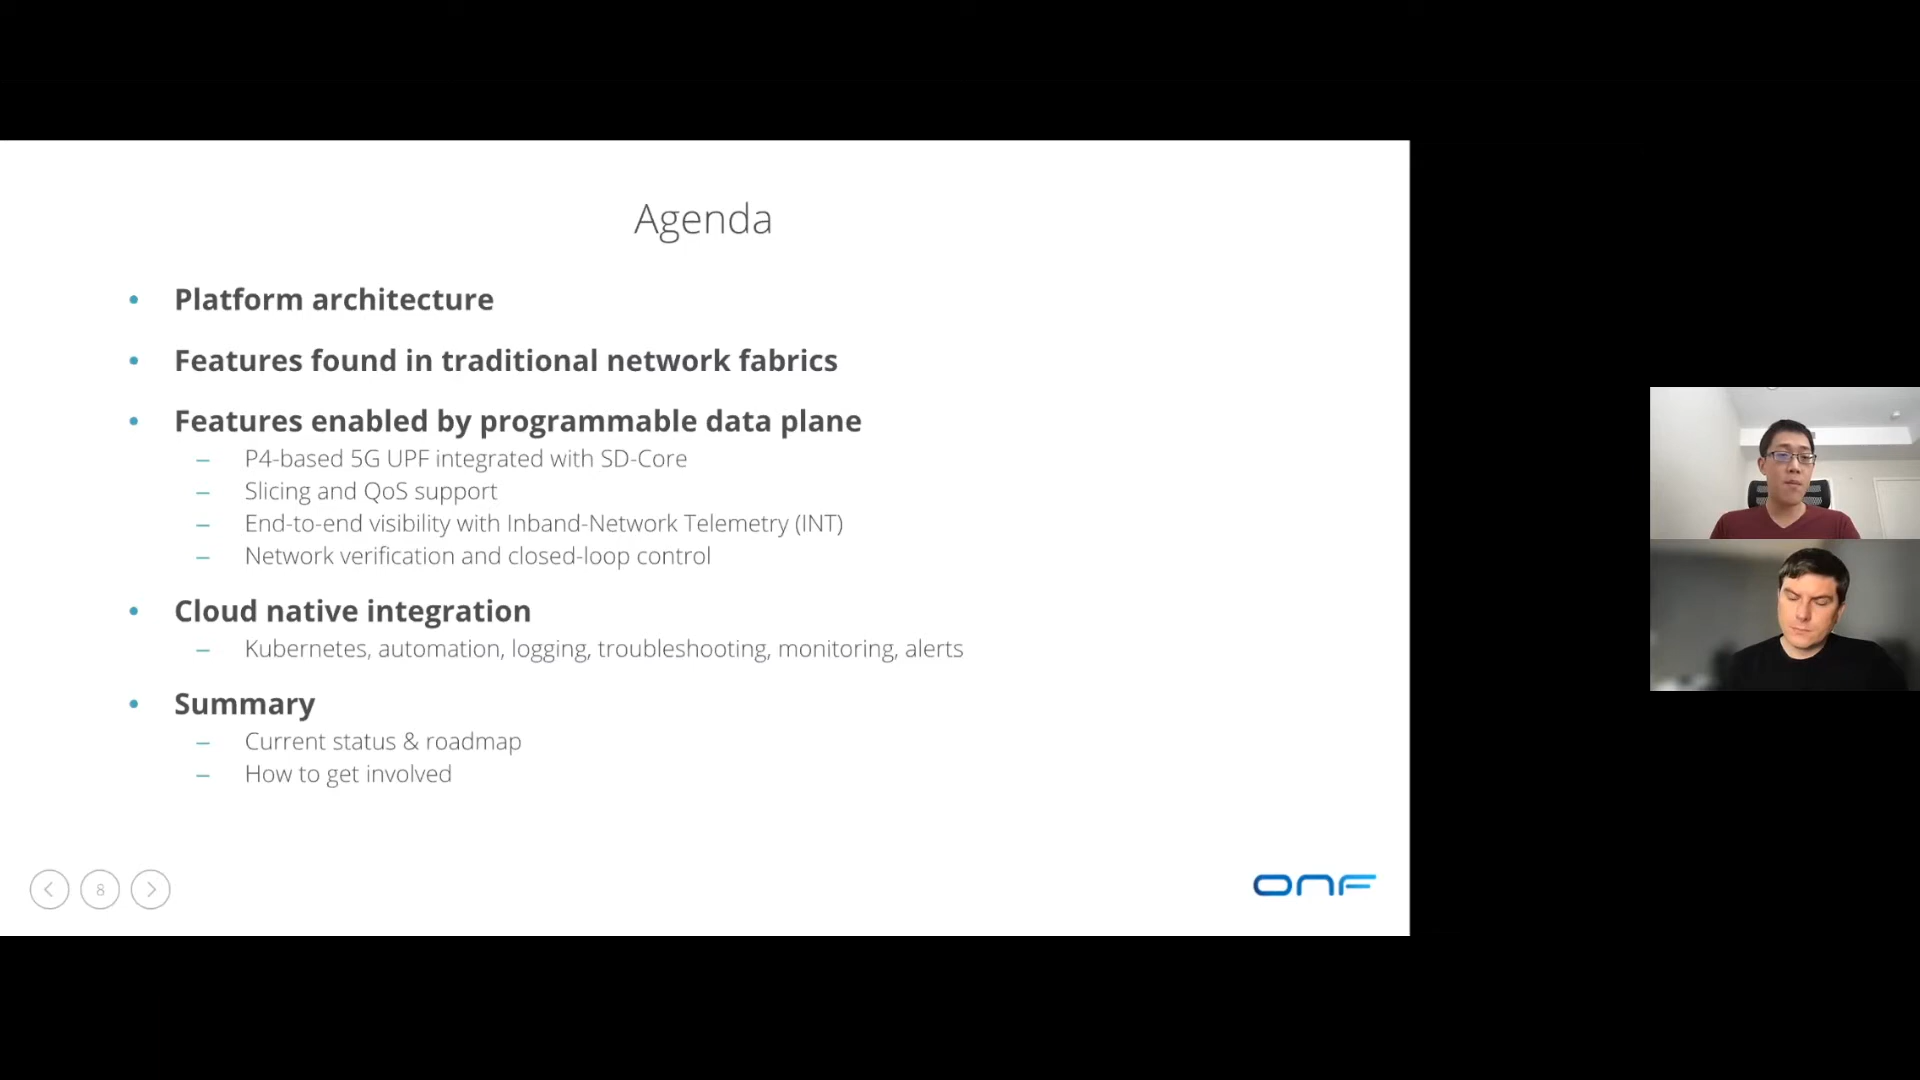 Agenda
• Platform architecture
• Features found in traditional network fabrics
• Features enabled by programmable data plane
– P4-based 5G UPF integrated with SD-Core
– Slicing and QoS support
– End-to-end visibility with Inband-Network Telemetry (INT)
– Network verification and closed-loop control
• Cloud native integration
– Kubernetes, automation, logging, troubleshooting, monitoring, alerts
• Summary
– Current status & roadmap
– How to get involved
8
ONF